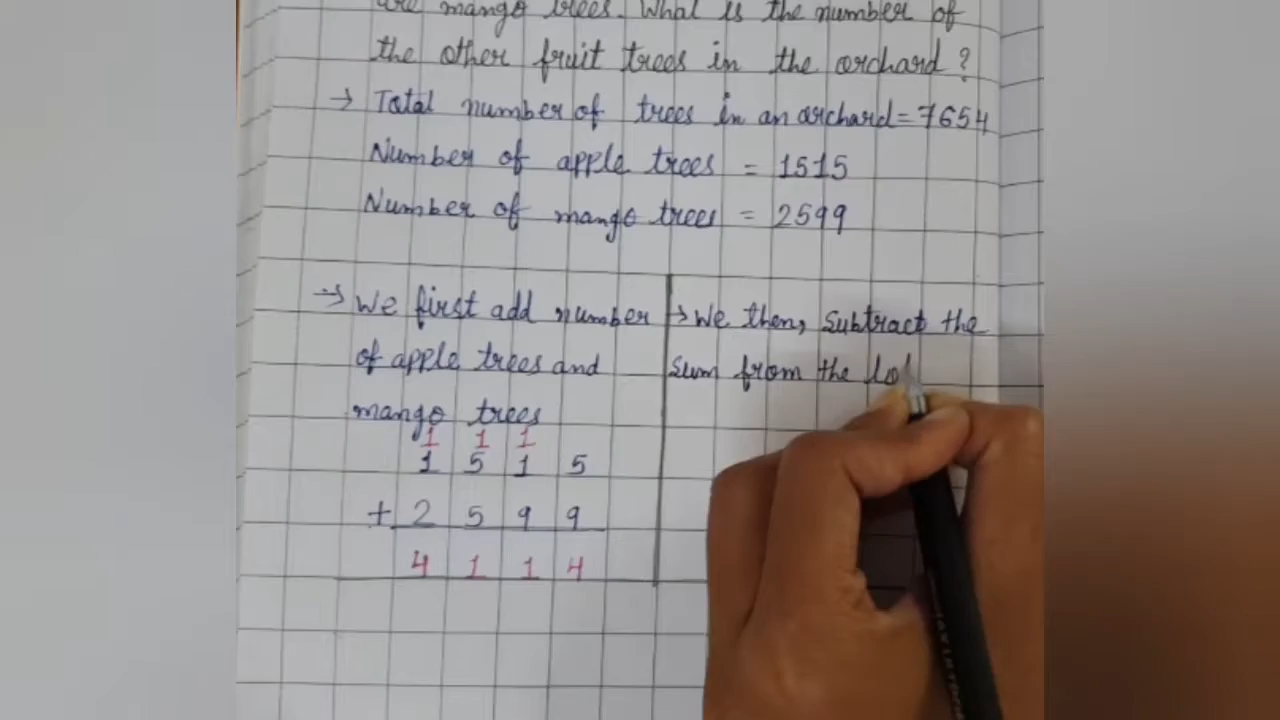 are mango trees. What is the number of
the other fruit trees in the orchard?
→ Total number of trees in an orchard = 7654
Number of apple trees = 1515
Number of mango trees = 2599
→ We first add number
of apple trees and
mango trees
1 1 1
1 5 1 5
+ 2 5 9 9
4 1 1 4
→ We then, subtract the
sum from the